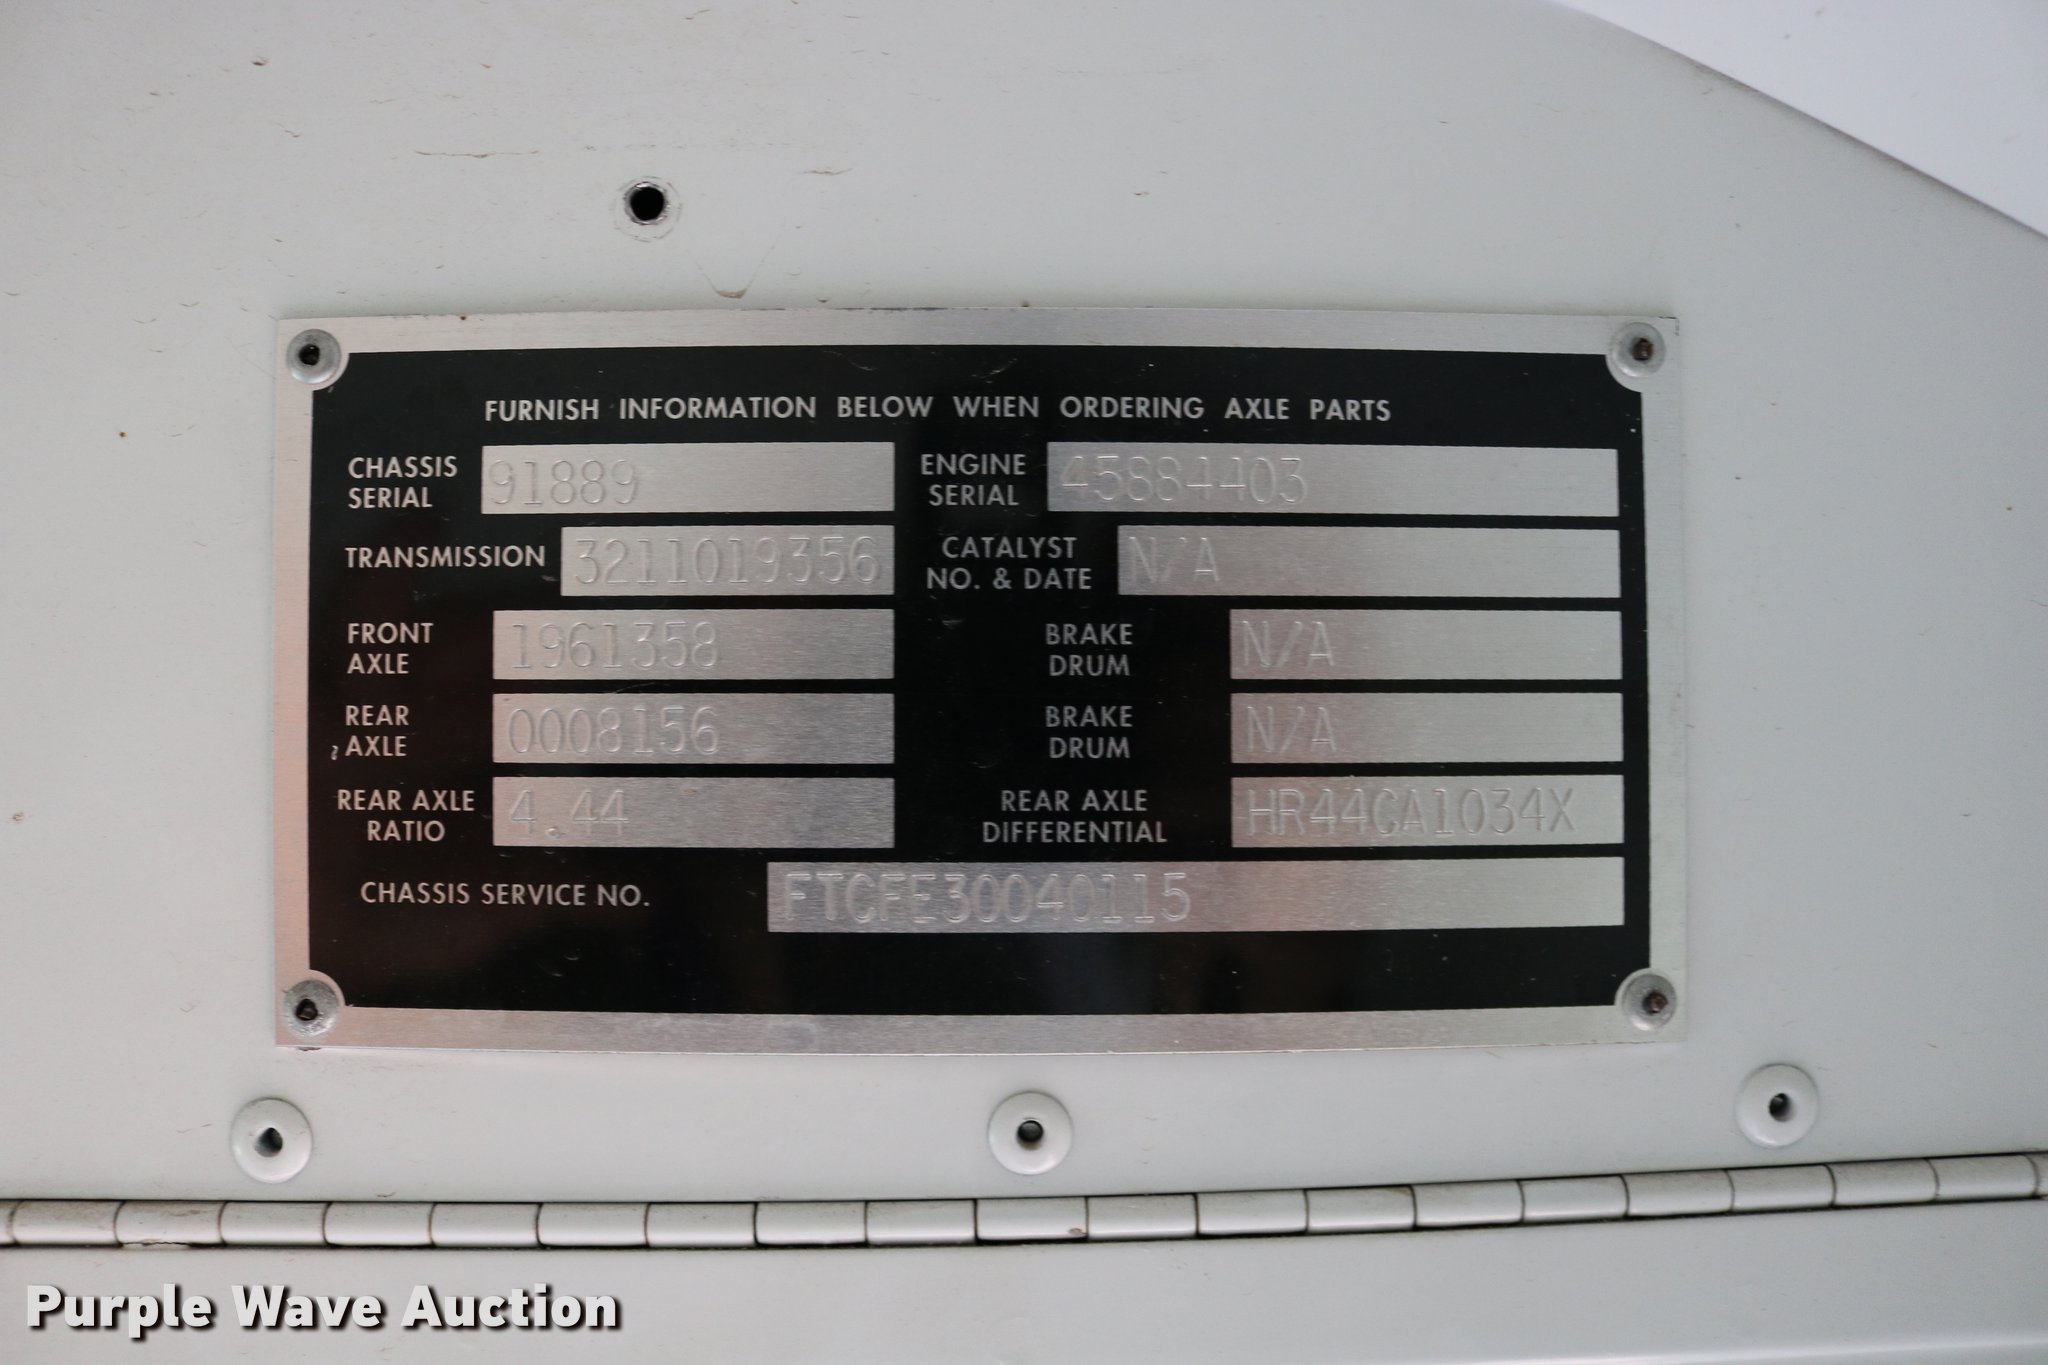 FURNISH INFORMATION BELOW WHEN ORDERING AXLE PARTS
CHASSIS SERIAL 91889
ENGINE SERIAL 45884403
TRANSMISSION 3211019356
CATALYST NO. & DATE N/A
FRONT AXLE 1961358
BRAKE DRUM N/A
REAR AXLE 0008156
BRAKE DRUM N/A
REAR AXLE RATIO 4.44
REAR AXLE DIFFERENTIAL HR44CA1034X
CHASSIS SERVICE NO. FTCFE30040115
Purple Wave Auction